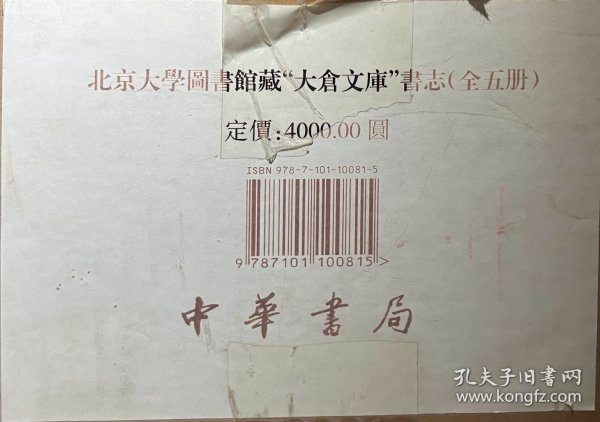 北京大學圖書館藏“大倉文庫”書志（全五册）
定價：4000.00 圓
ISBN 978-7-101-10081-5
9 787101 100815 >
中華書局
孔夫子旧书网
www.kongfz.com